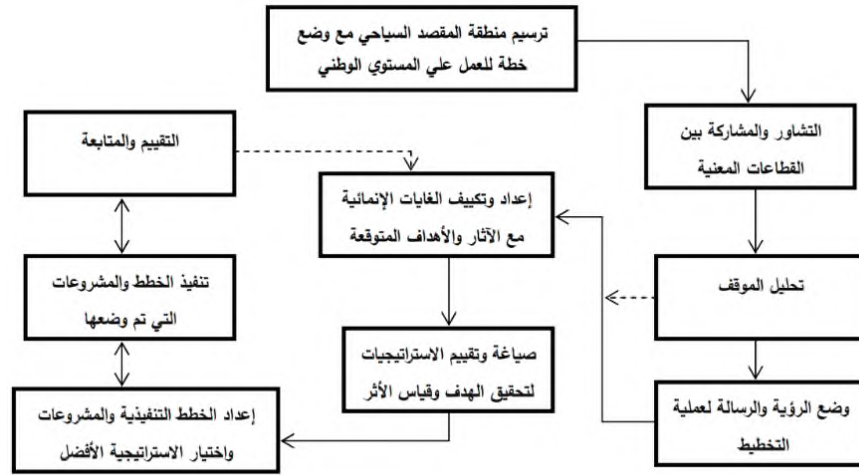 ترسيم منطقة المقصد السياحي مع وضع
خطة للعمل علي المستوي الوطني
التشاور والمشاركة بين
القطاعات المعنية
تحليل الموقف
وضع الرؤية والرسالة لعملية
التخطيط
إعداد وتكييف الغايات الإنمائية
مع الآثار والأهداف المتوقعة
صياغة وتقييم الاستراتيجيات
لتحقيق الهدف وقياس الأثر
إعداد الخطط التنفيذية والمشروعات
واختيار الاستراتيجية الأفضل
تنفيذ الخطط والمشروعات
التي تم وضعها
التقييم والمتابعة